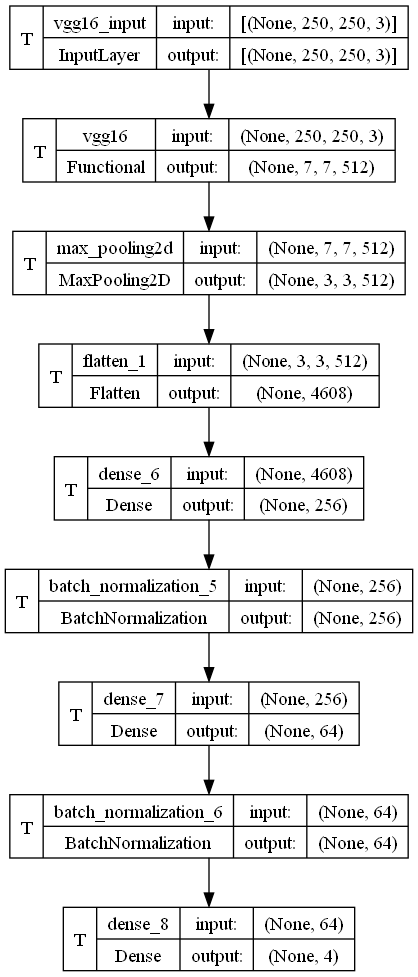 T vgg16_input input: [(None, 250, 250, 3)]
InputLayer output: [(None, 250, 250, 3)]
T vgg16 input: (None, 250, 250, 3)
Functional output: (None, 7, 7, 512)
T max_pooling2d input: (None, 7, 7, 512)
MaxPooling2D output: (None, 3, 3, 512)
T flatten_1 input: (None, 3, 3, 512)
Flatten output: (None, 4608)
T dense_6 input: (None, 4608)
Dense output: (None, 256)
T batch_normalization_5 input: (None, 256)
BatchNormalization output: (None, 256)
T dense_7 input: (None, 256)
Dense output: (None, 64)
T batch_normalization_6 input: (None, 64)
BatchNormalization output: (None, 64)
T dense_8 input: (None, 64)
Dense output: (None, 4)